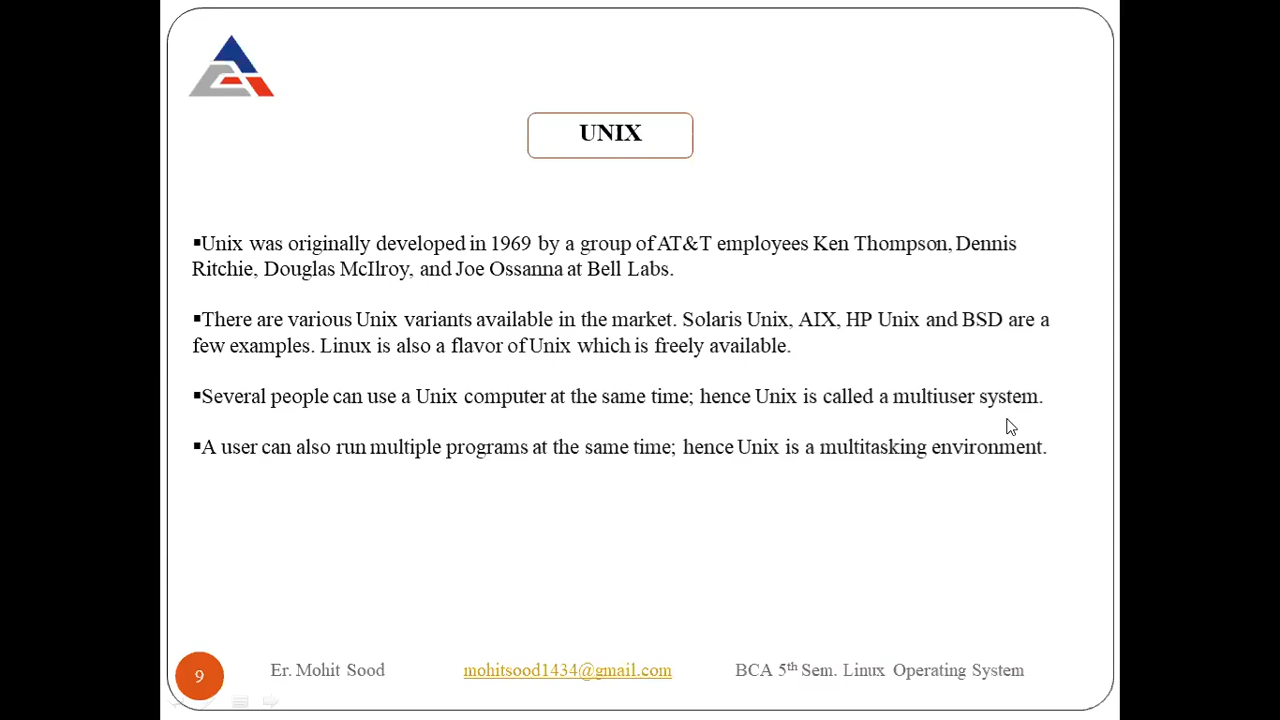 UNIX
▪Unix was originally developed in 1969 by a group of AT&T employees Ken Thompson, Dennis
Ritchie, Douglas McIlroy, and Joe Ossanna at Bell Labs.
▪There are various Unix variants available in the market. Solaris Unix, AIX, HP Unix and BSD are a
few examples. Linux is also a flavor of Unix which is freely available.
▪Several people can use a Unix computer at the same time; hence Unix is called a multiuser system.
▪A user can also run multiple programs at the same time; hence Unix is a multitasking environment.
9 Er. Mohit Sood mohitsood1434@gmail.com BCA 5th Sem. Linux Operating System